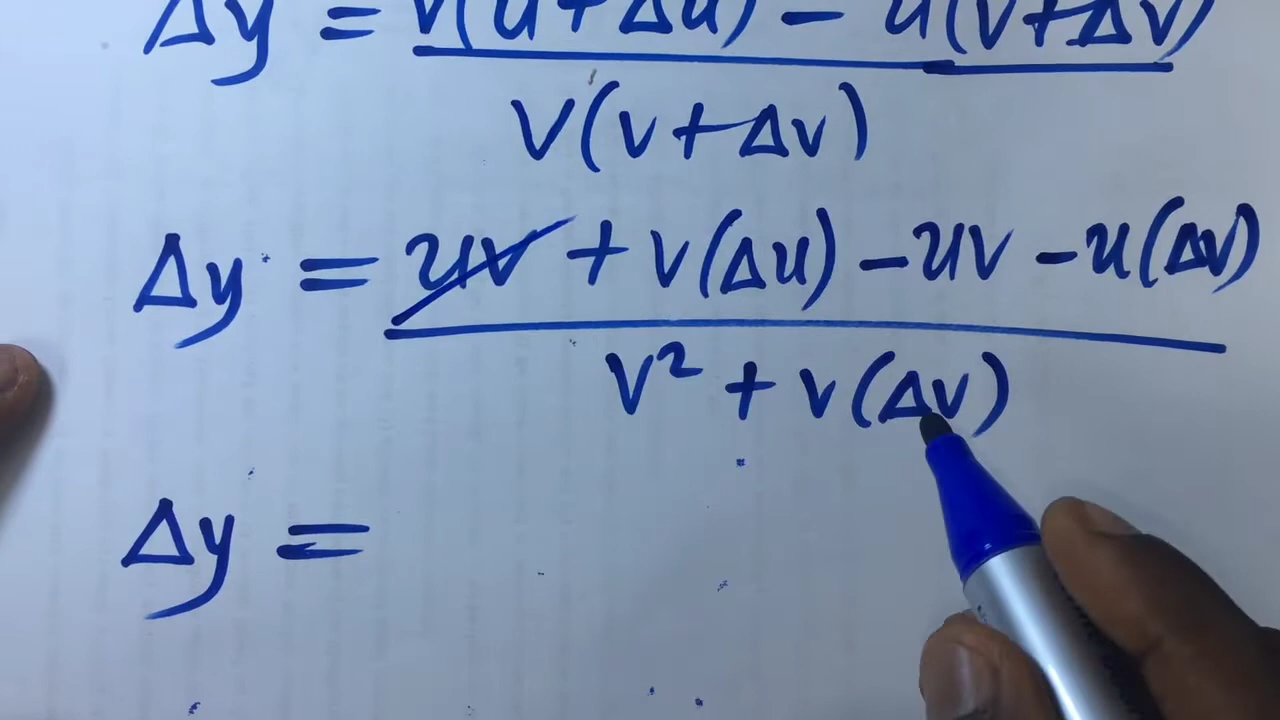 Δy = v(u+Δu) - u(v+Δv)
V(v+Δv)
Δy = uv + v(Δu) - uv - u(Δv)
V² + v(Δv)
Δy =